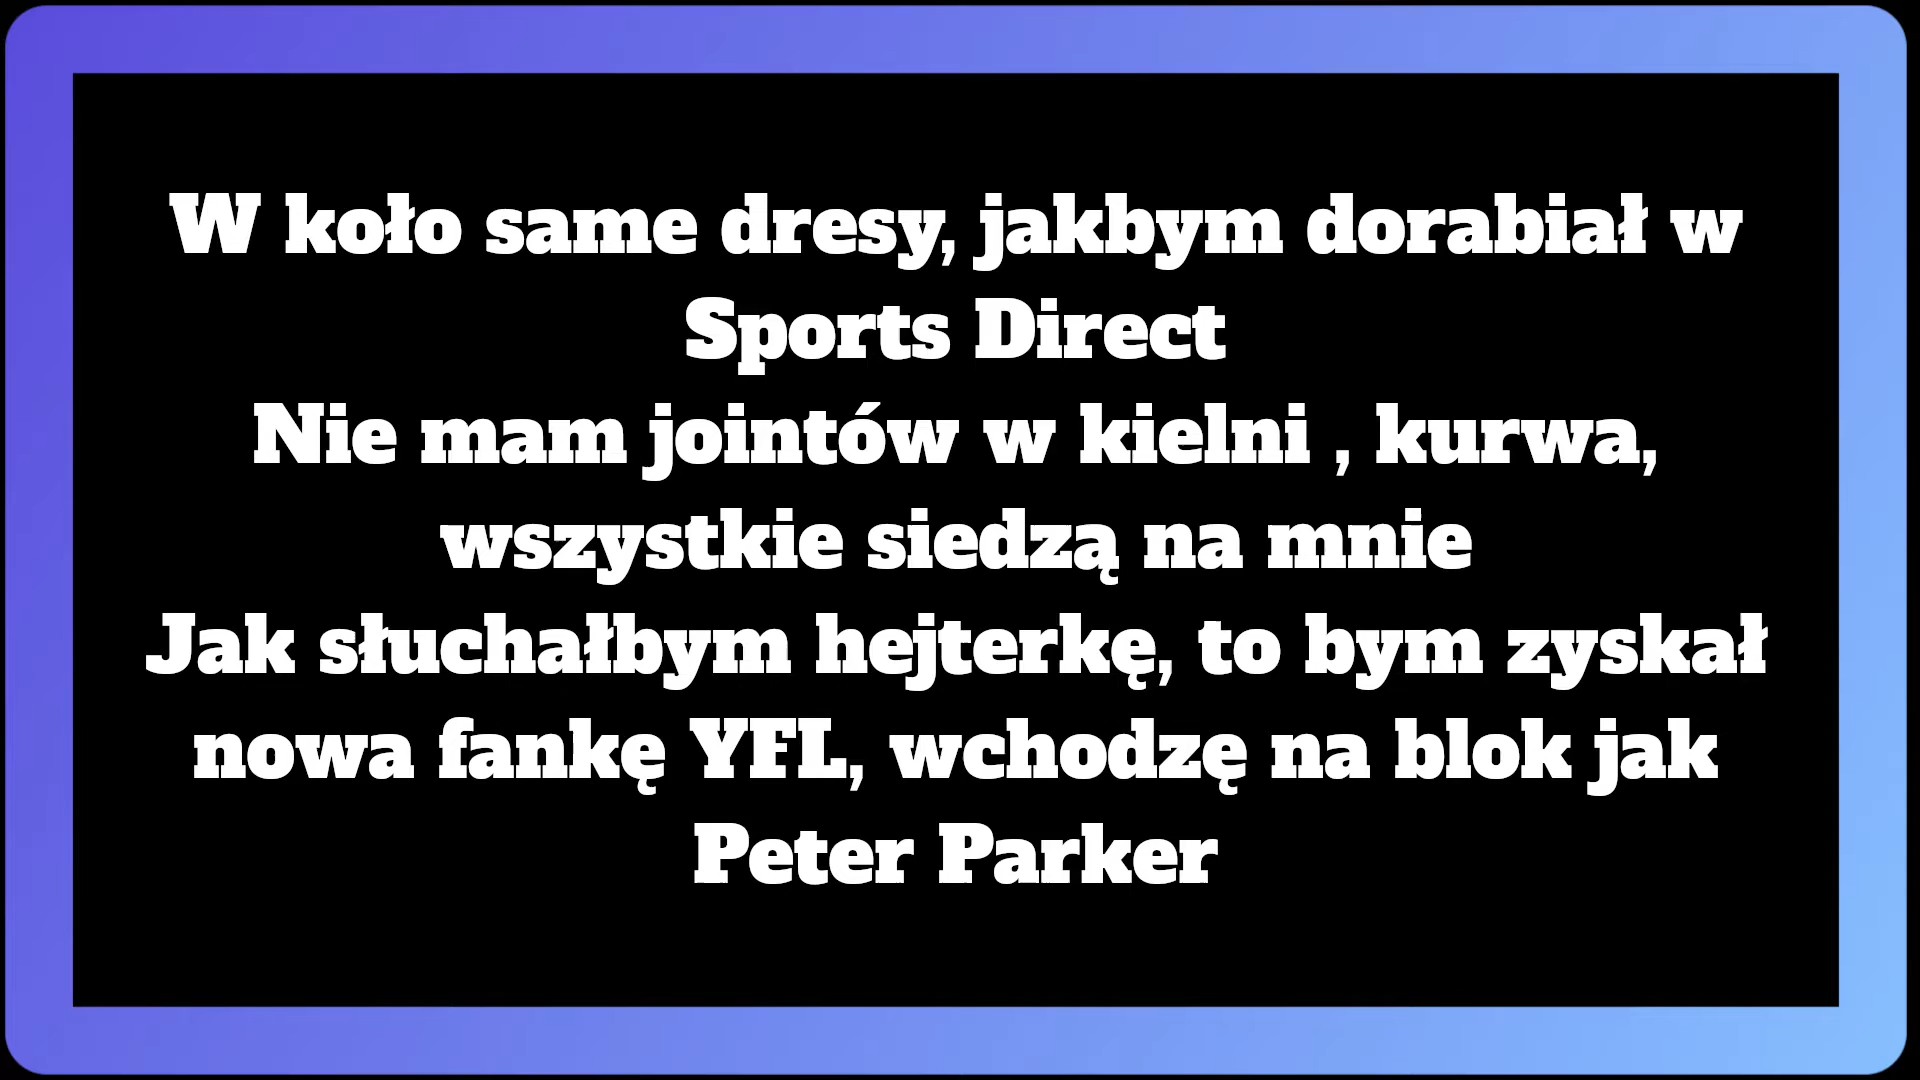 W koło same dresy, jakbym dorabiał w
Sports Direct
Nie mam jointów w kielni , kurwa,
wszystkie siedzą na mnie
Jak słuchałbym hejterkę, to bym zyskał
nowa fankę YFL, wchodzę na blok jak
Peter Parker